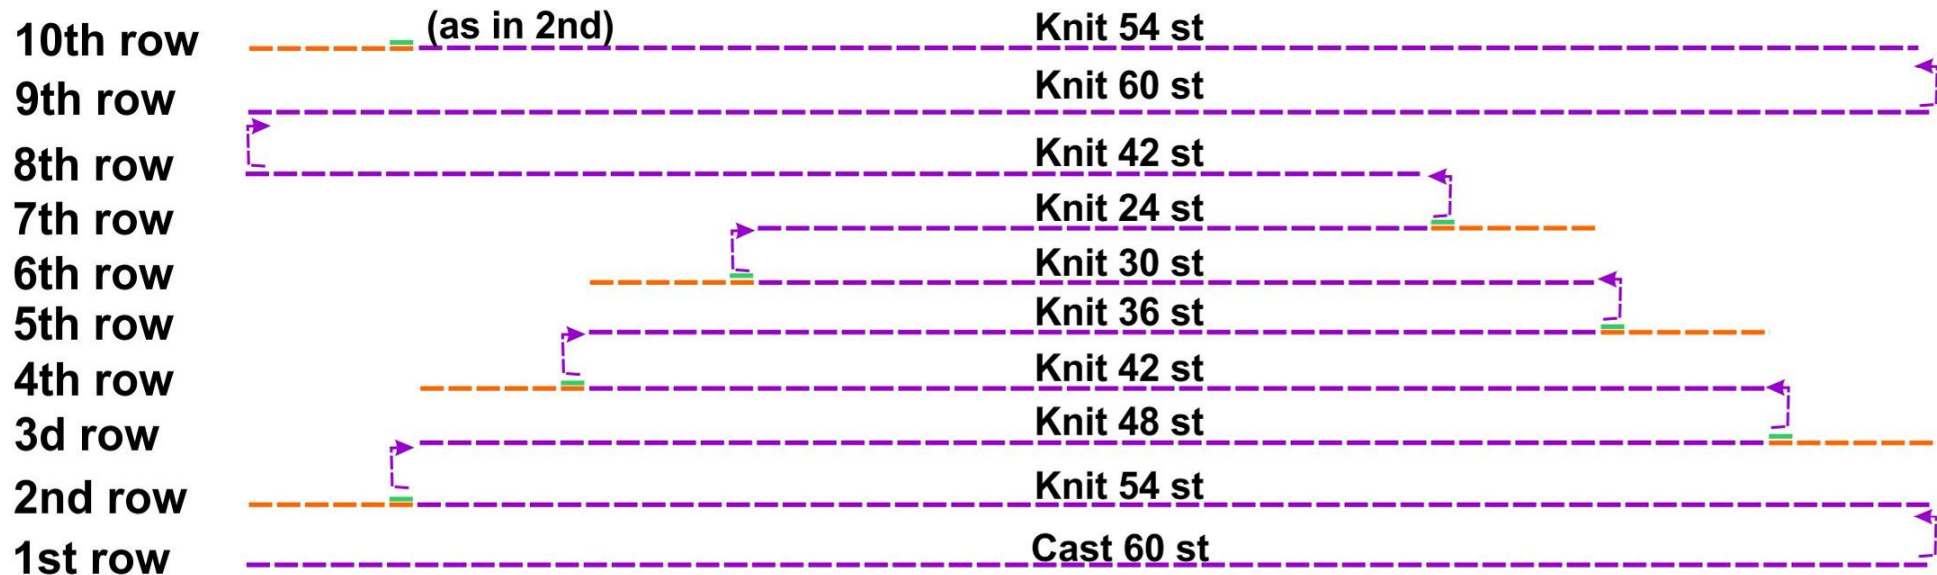 10th row (as in 2nd) Knit 54 st
9th row Knit 60 st
8th row Knit 42 st
7th row Knit 24 st
6th row Knit 30 st
5th row Knit 36 st
4th row Knit 42 st
3d row Knit 48 st
2nd row Knit 54 st
1st row Cast 60 st